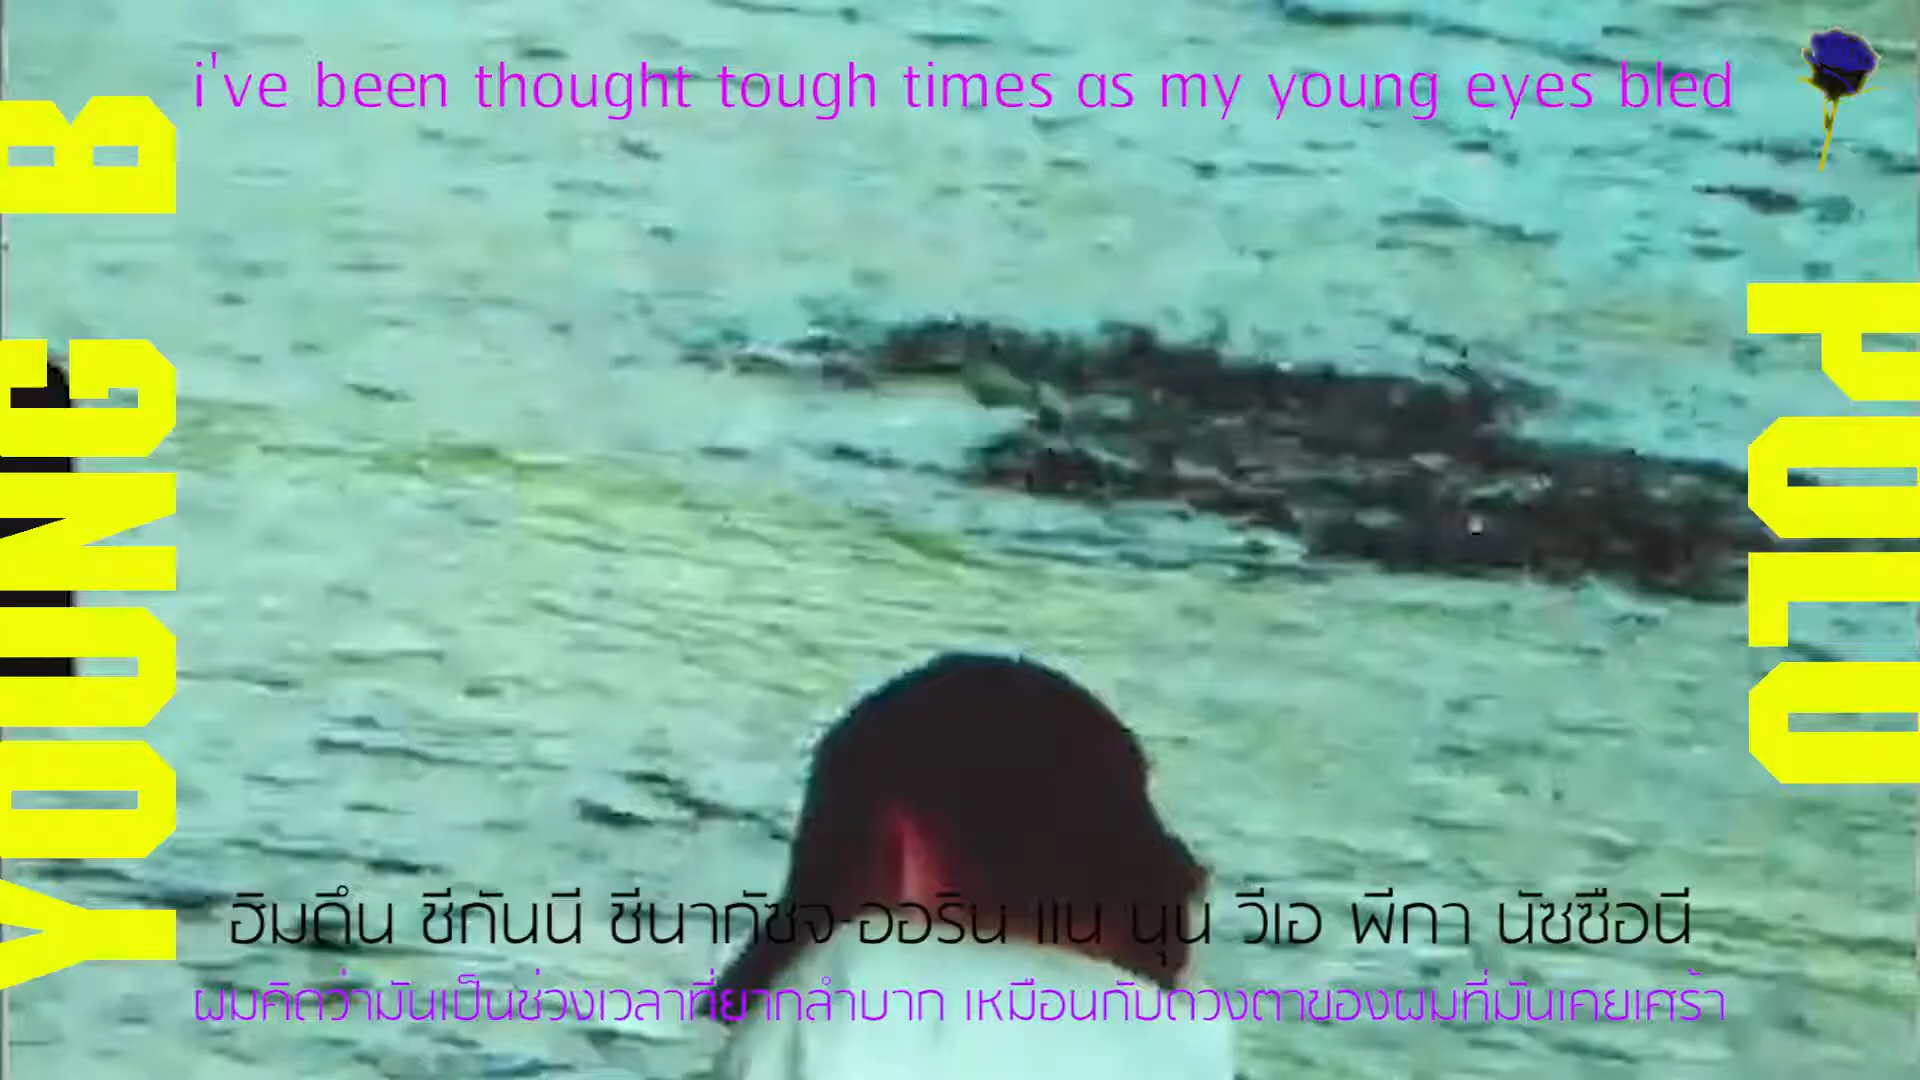 i've been thought tough times as my young eyes bled
YOUNG B
POLO
ฮิมดึน ชีกันนี ชีนากัซจ-ออริน แน นุน วีเอ พีกา นัซซือนี
ผมคิดว่ามันเป็นช่วงเวลาที่ยากลำบาก เหมือนกับดวงตาของผมที่มันเคยเศร้า